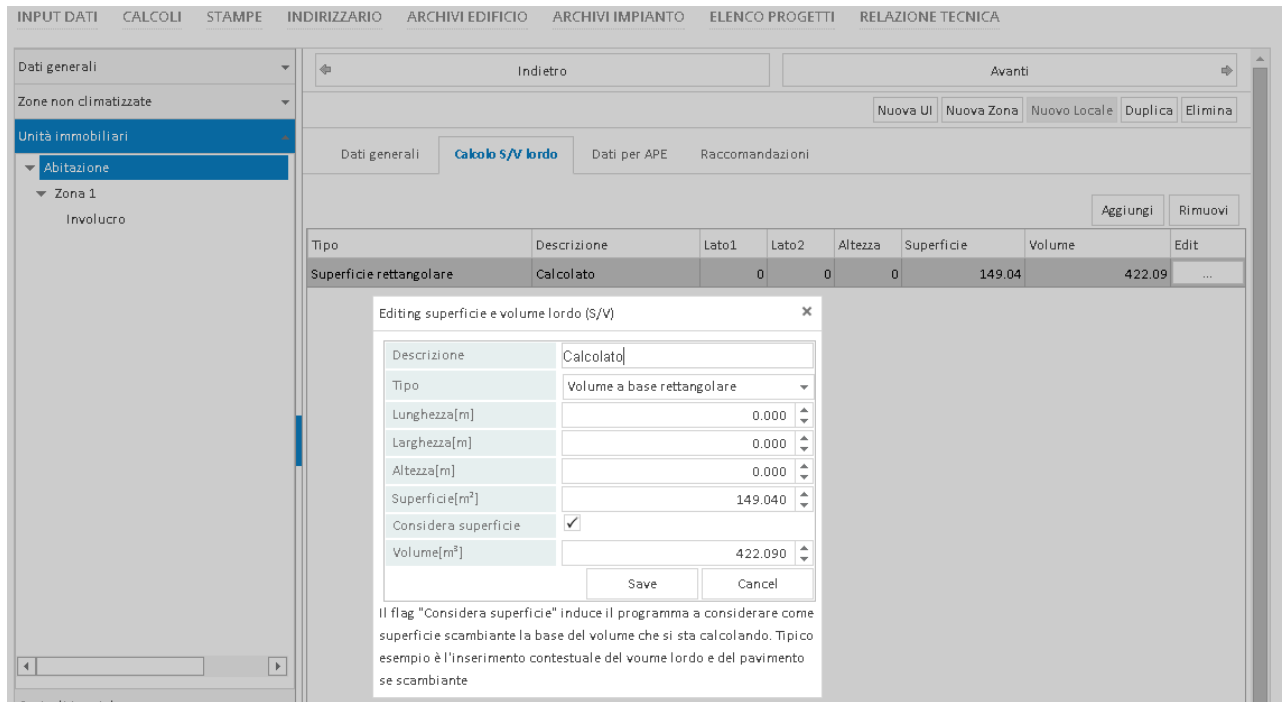 INPUT DATI CALCOLI STAMPE INDIRIZZARIO ARCHIVI EDIFICIO ARCHIVI IMPIANTO ELENCO PROGETTI RELAZIONE TECNICA
Dati generali
Zone non climatizzate
Unità immobiliari
Abitazione
Zona 1
Involucro
Indietro Avanti
Nuova UI Nuova Zona Nuovo Locale Duplica Elimina
Dati generali Calcolo S/V lordo Dati per APE Raccomandazioni
Aggiungi Rimuovi
Tipo Descrizione Lato1 Lato2 Altezza Superficie Volume Edit
Superficie rettangolare Calcolato 0 0 0 149.04 422.09 ...
Editing superficie e volume lordo (S/V) ×
Descrizione Calcolato
Tipo Volume a base rettangolare
Lunghezza[m] 0.000
Larghezza[m] 0.000
Altezza[m] 0.000
Superficie[m²] 149.040
Considera superficie ✓
Volume[m³] 422.090
Save Cancel
Il flag "Considera superficie" induce il programma a considerare come
superficie scambiante la base del volume che si sta calcolando. Tipico
esempio è l'inserimento contestuale del voume lordo e del pavimento
se scambiante